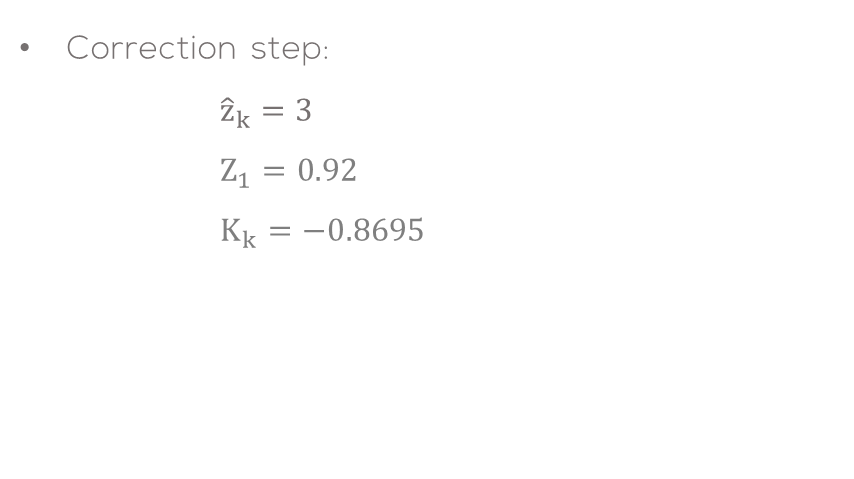 • Correction step:
ẑₖ = 3
Z₁ = 0.92
Kₖ = −0.8695